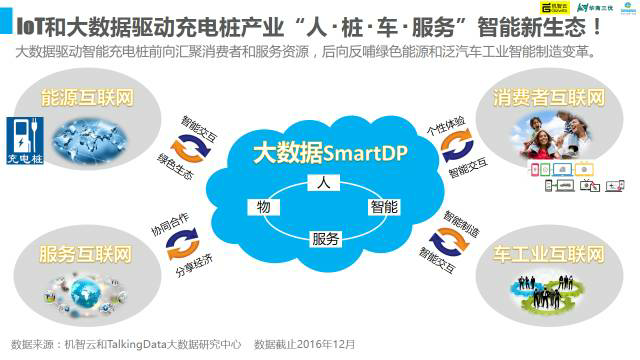 IoT和大数据驱动充电桩产业“人·桩·车·服务”智能新生态！
机智云
GIZWITS
华南三优
大数据驱动智能充电桩前向汇聚消费者和服务资源，后向反哺绿色能源和泛汽车工业智能制造变革。
能源互联网
充电桩
智能交互
绿色生态
大数据SmartDP
人
物
智能
服务
个性体验
智能交互
消费者互联网
服务互联网
协同合作
分享经济
智能制造
智能交互
车工业互联网
数据来源：机智云和TalkingData大数据研究中心 数据截止2016年12月